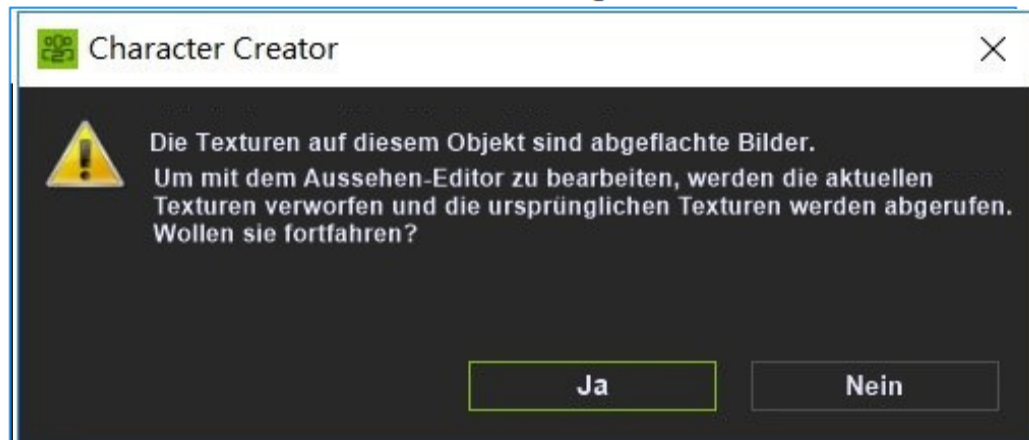 Character Creator
Die Texturen auf diesem Objekt sind abgeflachte Bilder.
Um mit dem Aussehen-Editor zu bearbeiten, werden die aktuellen
Texturen verworfen und die ursprünglichen Texturen werden abgerufen.
Wollen sie fortfahren?
Ja
Nein